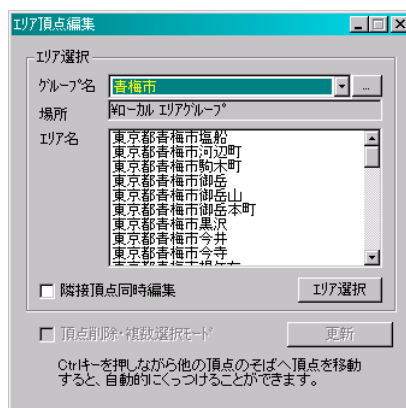 エリア頂点編集
エリア選択
グループ名
青梅市
...
場所
¥ローカル エリアグループ
エリア名
東京都青梅市塩船
東京都青梅市河辺町
東京都青梅市駒木町
東京都青梅市御岳
東京都青梅市御岳山
東京都青梅市御岳本町
東京都青梅市黒沢
東京都青梅市今井
東京都青梅市今寺
隣接頂点同時編集
エリア選択
頂点削除・複数選択モード
更新
Ctrlキーを押しながら他の頂点のそばへ頂点を移動
すると、自動的にくっつけることができます。